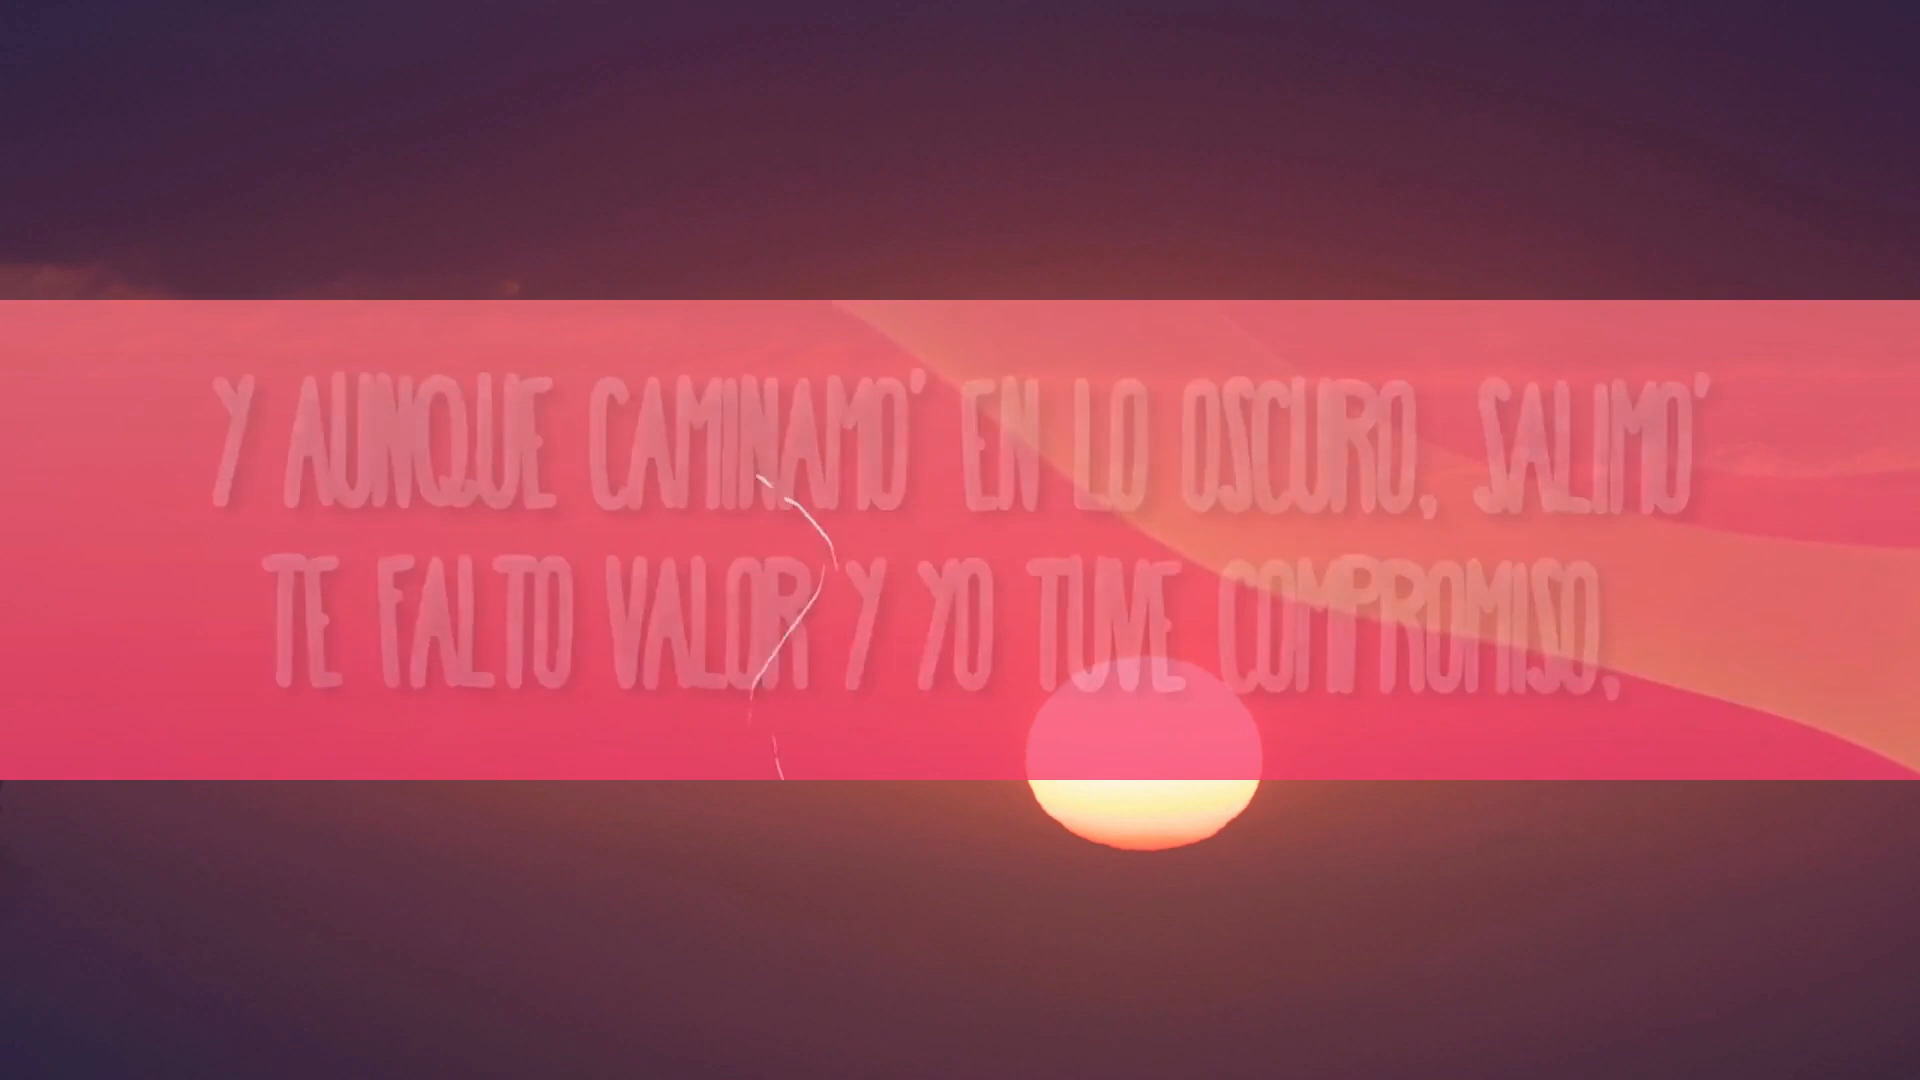 Y AUNQUE CAMINAMO' EN LO OSCURO, SALIMO'
TE FALTO VALOR Y YO TUVE COMPROMISO,